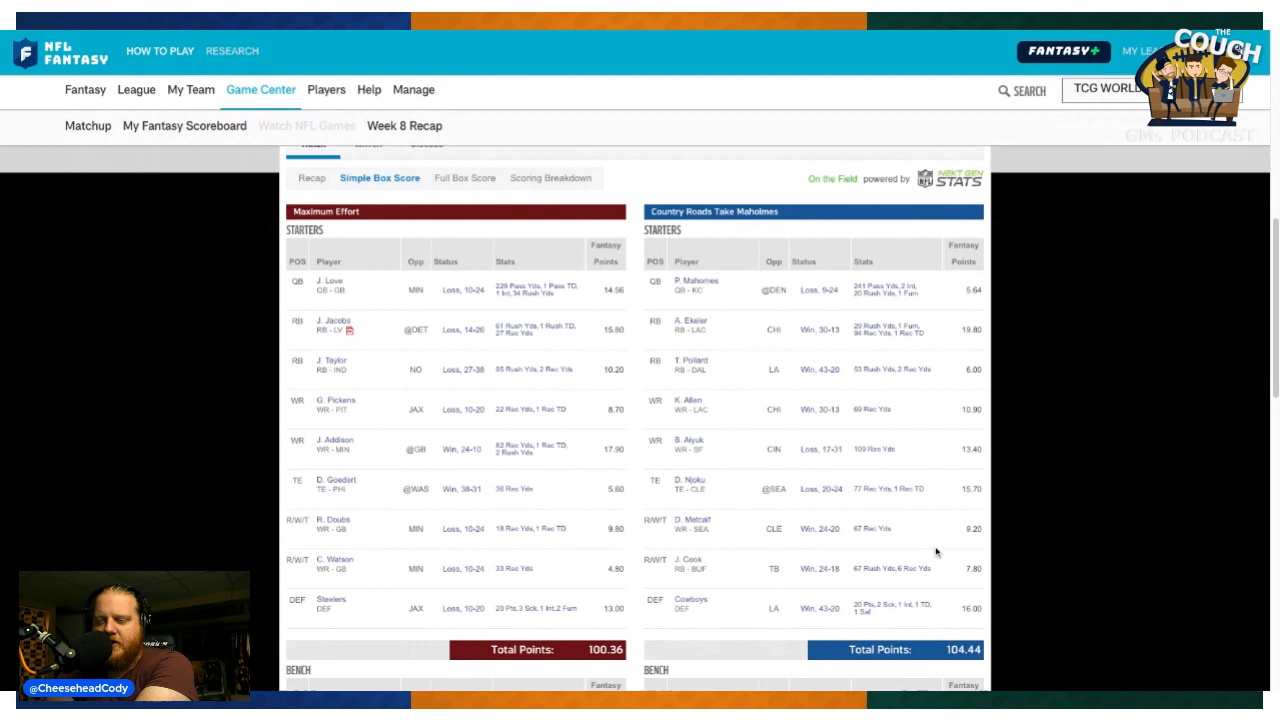 NFL
FANTASY
HOW TO PLAY
RESEARCH
FANTASY+
MY LEA
THE
COUCH
GMs PODCAST
Fantasy
League
My Team
Game Center
Players
Help
Manage
SEARCH
TCG WORLD
Matchup
My Fantasy Scoreboard
Watch NFL Games
Week 8 Recap
Recap
Simple Box Score
Full Box Score
Scoring Breakdown
On the Field powered by NFL NEXT GEN STATS
Maximum Effort
STARTERS
POS Player Opp Status Stats Fantasy Points
QB J. Love MIN Loss, 10-24 229 Pass Yds, 1 Pass TD, 14.56
QB - GB 1 Int, 34 Rush Yds
RB J. Jacobs @DET Loss, 14-26 61 Rush Yds, 1 Rush TD, 15.80
RB - LV 27 Rec Yds
RB J. Taylor NO Loss, 27-38 95 Rush Yds, 2 Rec Yds 10.20
RB - IND
WR G. Pickens JAX Loss, 10-20 22 Rec Yds, 1 Rec TD 8.70
WR - PIT
WR J. Addison @GB Win, 24-10 82 Rec Yds, 1 Rec TD, 17.90
WR - MIN 2 Rush Yds
TE D. Goedert @WAS Win, 38-31 36 Rec Yds 5.60
TE - PHI
R/W/T R. Doubs MIN Loss, 10-24 18 Rec Yds, 1 Rec TD 9.80
WR - GB
R/W/T C. Watson MIN Loss, 10-24 33 Rec Yds 4.80
WR - GB
DEF Steelers JAX Loss, 10-20 20 Pts, 3 Sck, 1 Int, 2 Fum 13.00
DEF
Total Points: 100.36
BENCH
Fantasy
Country Roads Take Maholmes
STARTERS
POS Player Opp Status Stats Fantasy Points
QB P. Mahomes @DEN Loss, 9-24 241 Pass Yds, 2 Int, 5.64
QB - KC 20 Rush Yds, 1 Fum
RB A. Ekeler CHI Win, 30-13 29 Rush Yds, 1 Fum, 19.80
RB - LAC 94 Rec Yds, 1 Rec TD
RB T. Pollard LA Win, 43-20 53 Rush Yds, 2 Rec Yds 6.00
RB - DAL
WR K. Allen CHI Win, 30-13 69 Rec Yds 10.90
WR - LAC
WR B. Aiyuk CIN Loss, 17-31 109 Rec Yds 13.40
WR - SF
TE D. Njoku @SEA Loss, 20-24 77 Rec Yds, 1 Rec TD 15.70
TE - CLE
R/W/T D. Metcalf CLE Win, 24-20 67 Rec Yds 9.20
WR - SEA
R/W/T J. Cook TB Win, 24-18 67 Rush Yds, 6 Rec Yds 7.80
RB - BUF
DEF Cowboys LA Win, 43-20 20 Pts, 2 Sck, 1 Int, 1 TD, 16.00
DEF 1 Saf
Total Points: 104.44
BENCH
Fantasy
@CheeseheadCody